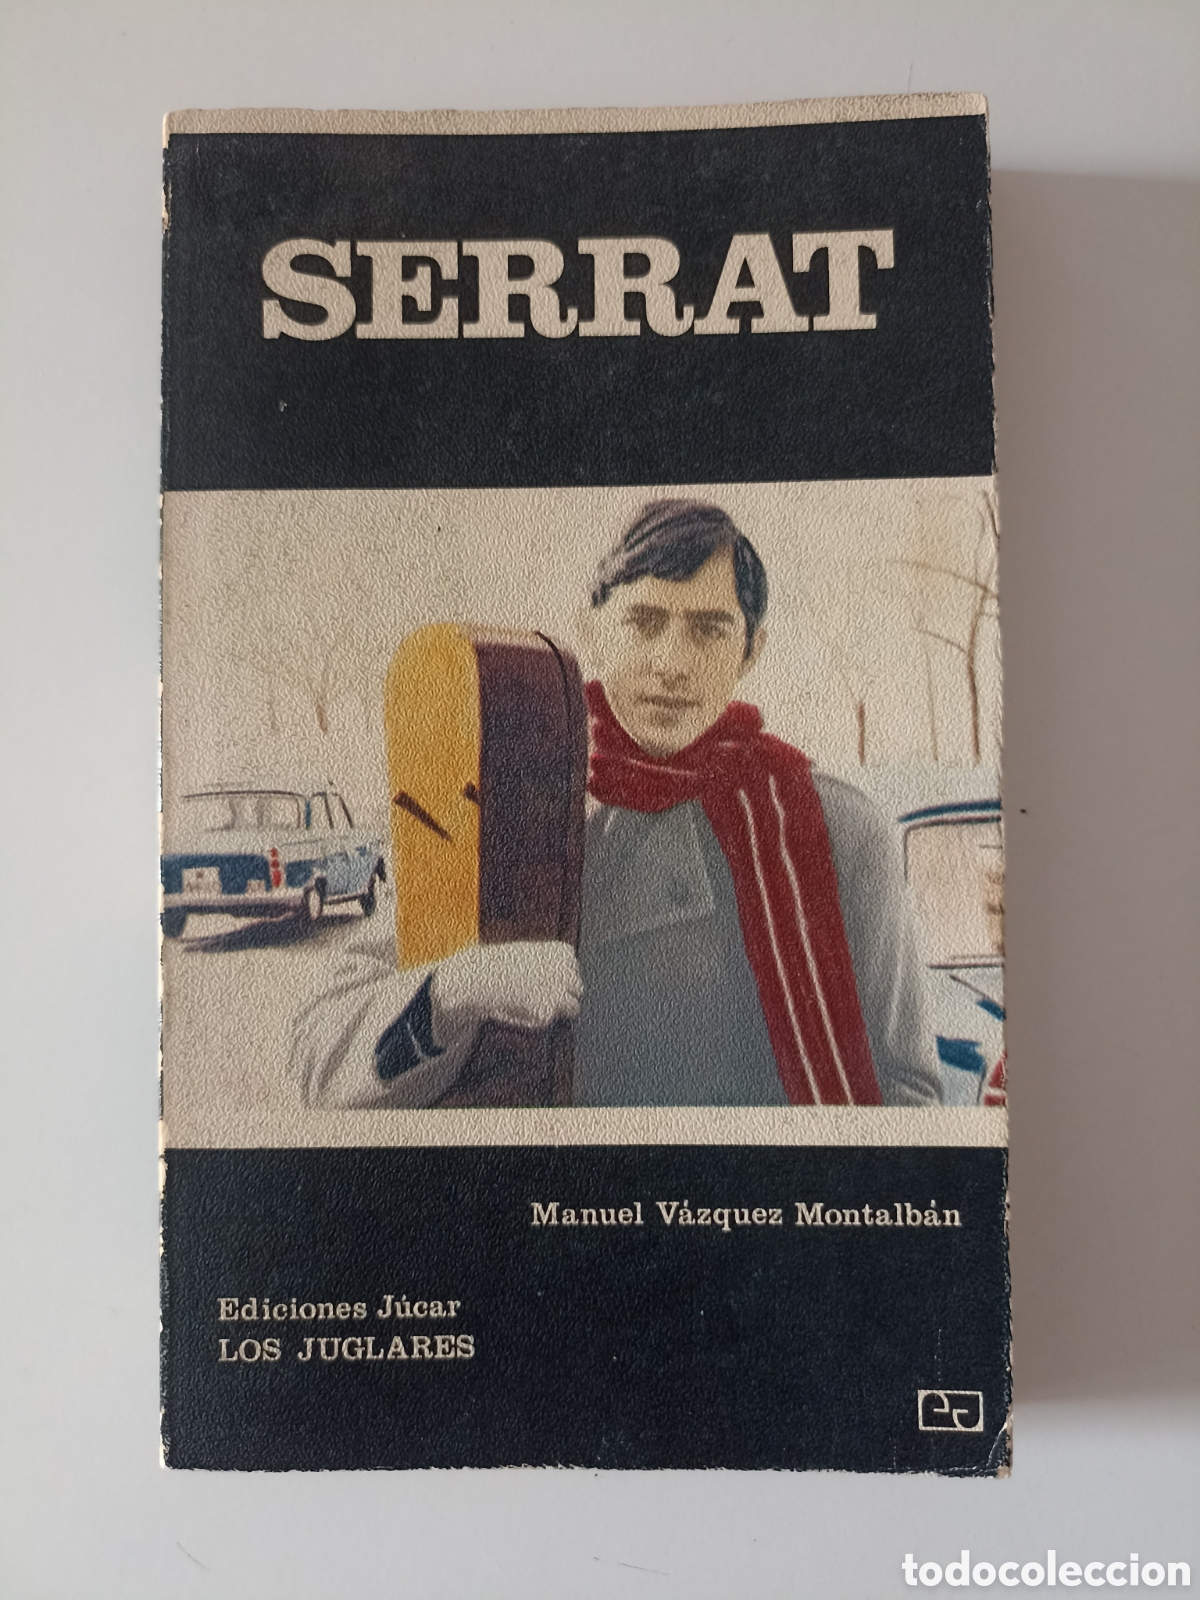 SERRAT
Manuel Vázquez Montalbán
Ediciones Júcar
LOS JUGLARES
todocoleccion